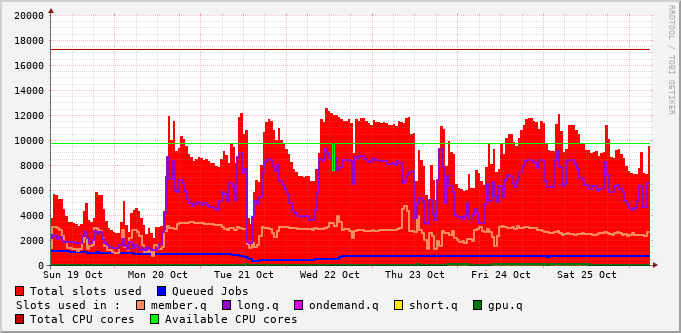 20000
18000
16000
14000
12000
10000
8000
6000
4000
2000
0
Sun 19 Oct Mon 20 Oct Tue 21 Oct Wed 22 Oct Thu 23 Oct Fri 24 Oct Sat 25 Oct
Total slots used Queued Jobs
Slots used in : member.q long.q ondemand.q short.q gpu.q
Total CPU cores Available CPU cores
RRDTOOL / TOBI OETIKER